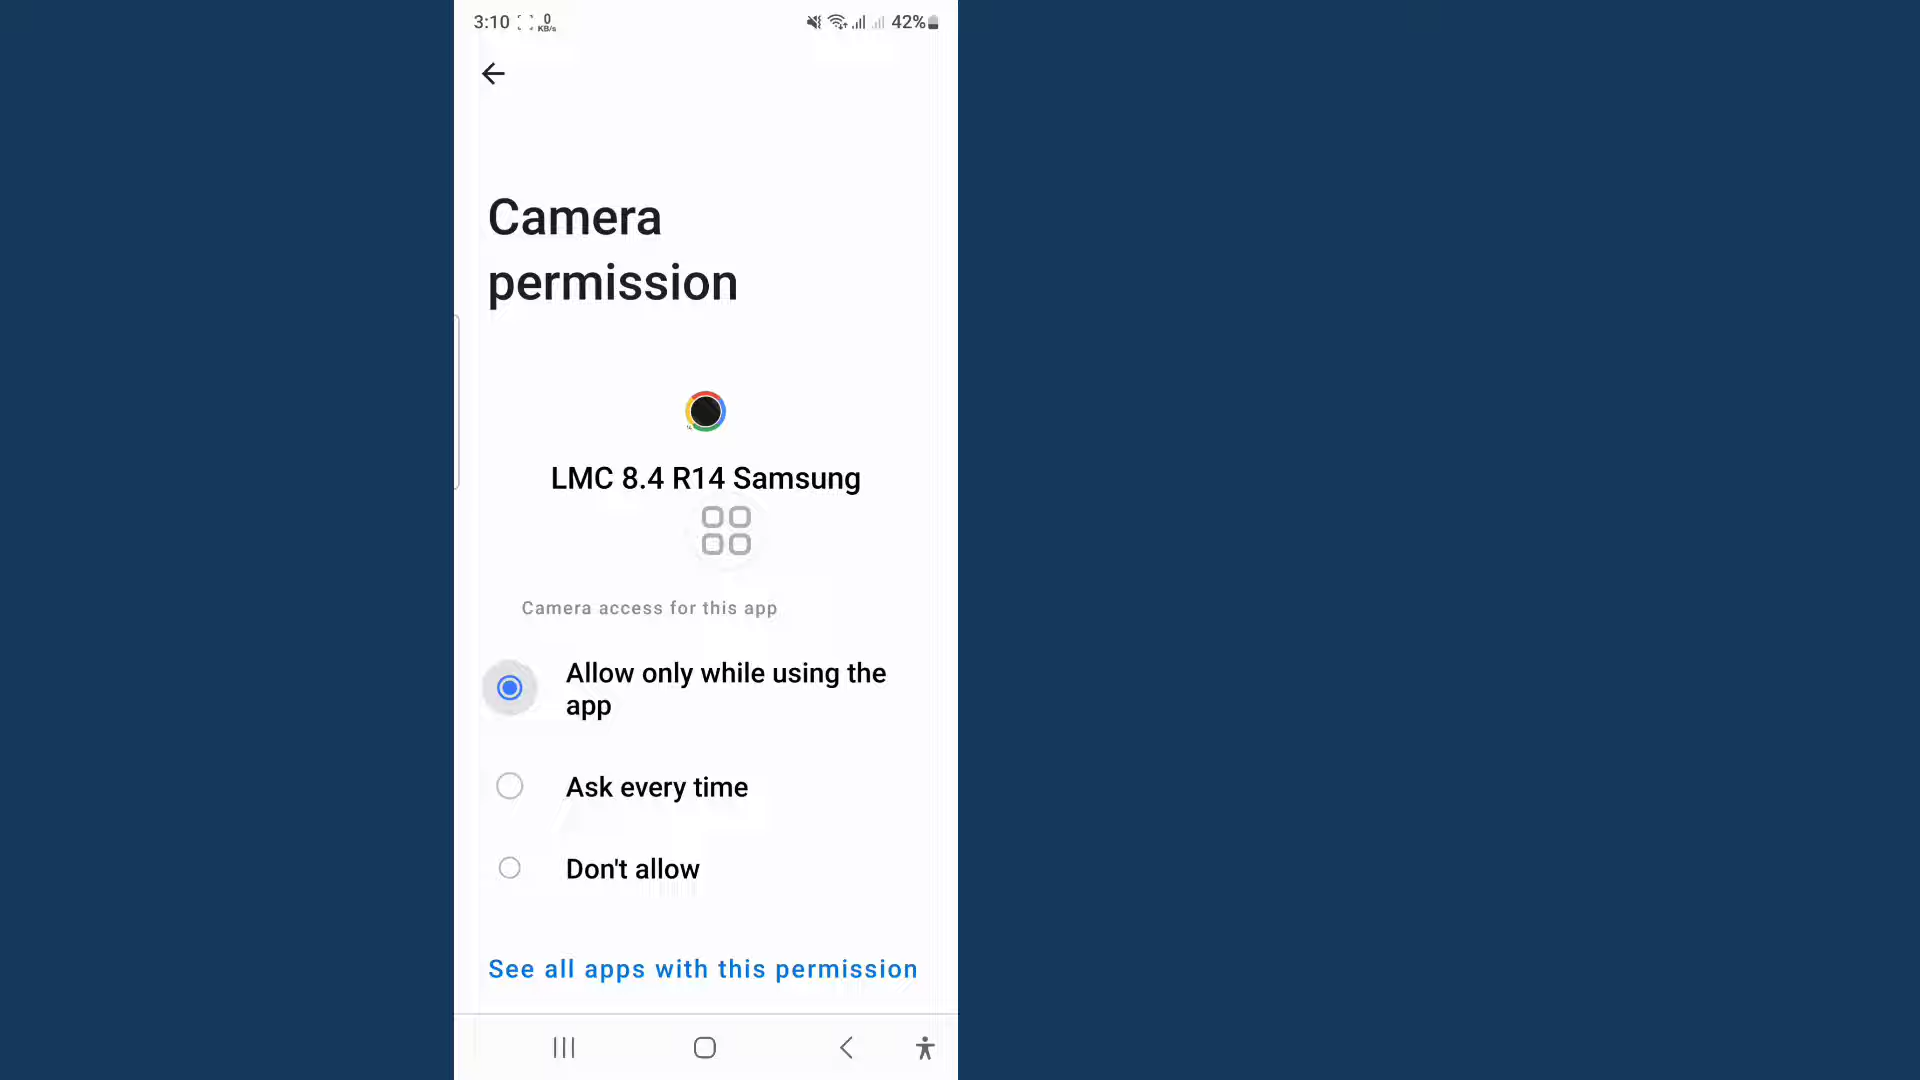 3:10 0 KB/s 42%
Camera
permission
LMC 8.4 R14 Samsung
Camera access for this app
Allow only while using the
app
Ask every time
Don't allow
See all apps with this permission